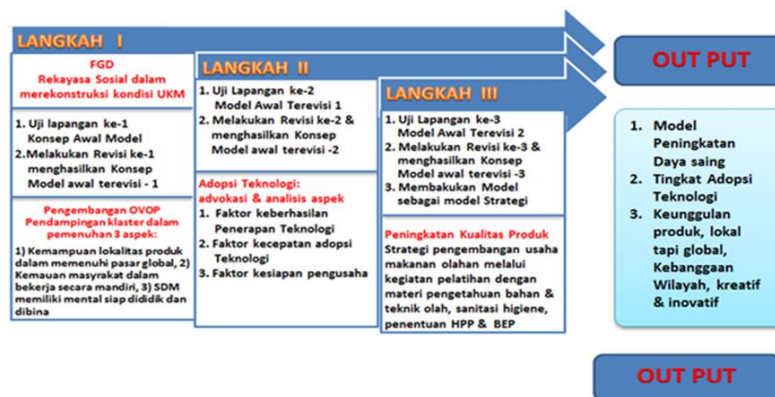 LANGKAH I
FGD
Rekayasa Sosial dalam
merekonstruksi kondisi UKM
1. Uji lapangan ke-1
Konsep Awal Model
2.Melakukan Revisi ke-1
menghasilkan Konsep
Model awal terevisi - 1
Pengembangan OVOP
Pendampingan klaster dalam
pemenuhan 3 aspek:
1) Kemampuan lokalitas produk
dalam memenuhi pasar global, 2)
Kemauan masyrakat dalam
bekerja secara mandiri, 3) SDM
memiliki mental siap dididik dan
dibina
LANGKAH II
1. Uji Lapangan ke-2
Model Awal Terevisi 1
2. Melakukan Revisi ke-2 &
menghasilkan Konsep
Model awal terevisi -2
Adopsi Teknologi:
advokasi & analisis aspek
1. Faktor keberhasilan
Penerapan Teknologi
2. Faktor kecepatan adopsi
Teknologi
3. Faktor kesiapan pengusaha
LANGKAH III
1. Uji Lapangan ke-3
Model Awal Terevisi 2
2. Melakukan Revisi ke-3 &
menghasilkan Konsep
Model awal terevisi -3
3. Membakukan Model
sebagai model Strategi
Peningkatan Kualitas Produk
Strategi pengembangan usaha
makanan olahan melalui
kegiatan pelatihan dengan
materi pengetahuan bahan &
teknik olah, sanitasi higiene,
penentuan HPP & BEP
OUT PUT
1. Model
Peningkatan
Daya saing
2. Tingkat Adopsi
Teknologi
3. Keunggulan
produk, lokal
tapi global,
Kebanggaan
Wilayah, kreatif
& inovatif
OUT PUT